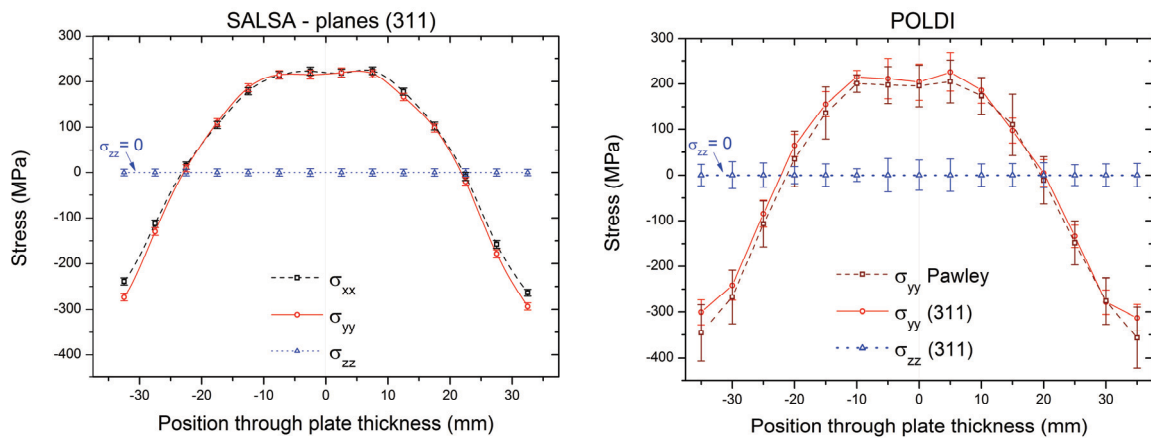 SALSA - planes (311)
300
200
100
0
-100
-200
-300
-400
Stress (MPa)
σzz = 0
σxx
σyy
σzz
-30 -20 -10 0 10 20 30
Position through plate thickness (mm)
POLDI
300
200
100
0
-100
-200
-300
-400
Stress (MPa)
σzz = 0
σyy Pawley
σyy (311)
σzz (311)
-30 -20 -10 0 10 20 30
Position through plate thickness (mm)